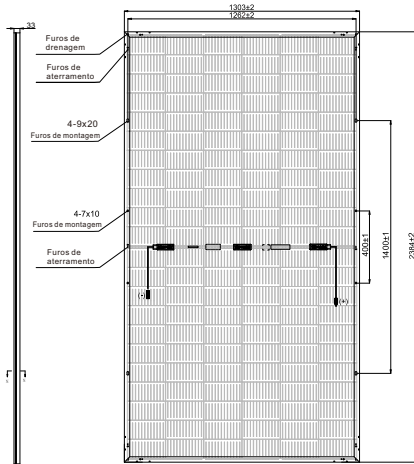 1303±2
1262±2
33
Furos de
drenagem
Furos de
aterramento
4-9x20
Furos de montagem
4-7x10
Furos de montagem
Furos de
aterramento
400±1
1400±1
2384±2
(-)
(+)